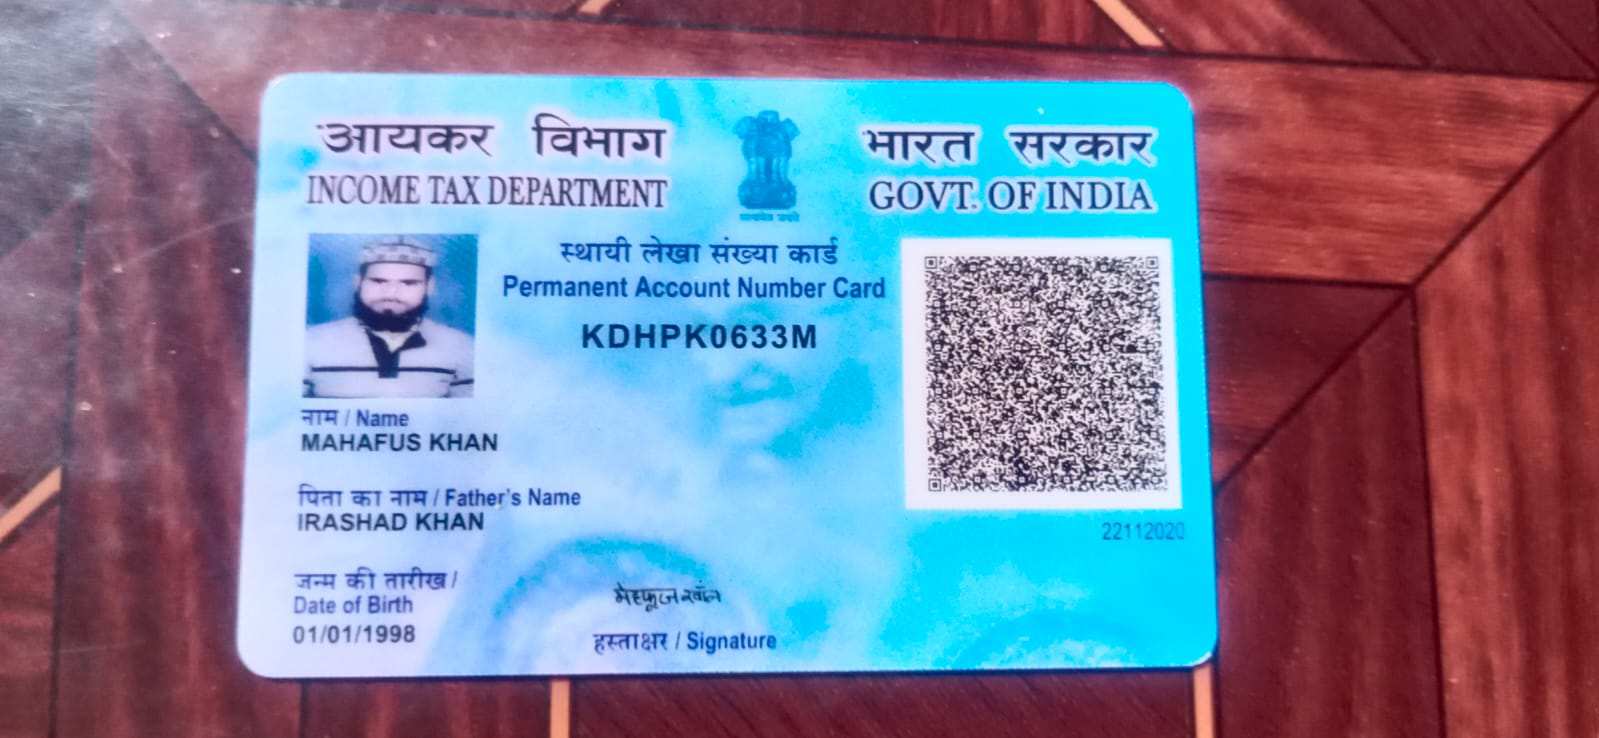 आयकर विभाग
INCOME TAX DEPARTMENT
भारत सरकार
GOVT. OF INDIA
सत्यमेव जयते
स्थायी लेखा संख्या कार्ड
Permanent Account Number Card
KDHPK0633M
नाम / Name
MAHAFUS KHAN
पिता का नाम / Father's Name
IRASHAD KHAN
22112020
जन्म की तारीख /
Date of Birth
01/01/1998
हस्ताक्षर / Signature